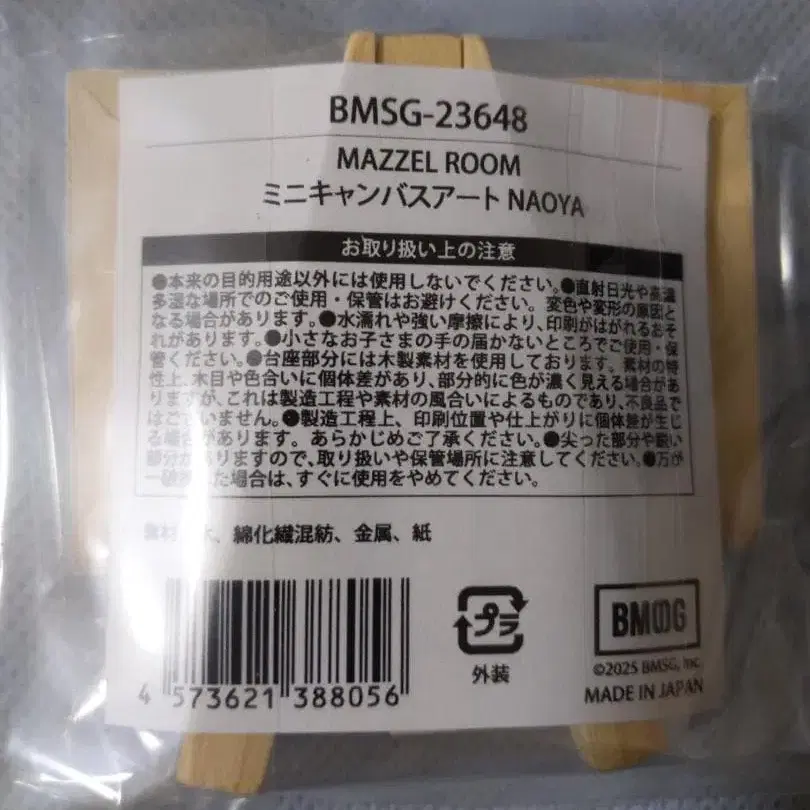 BMSG-23648
MAZZEL ROOM
ミニキャンバスアート NAOYA
お取り扱い上の注意
●本来の目的用途以外には使用しないでください。●直射日光や高温
多湿な場所でのご使用・保管はお避けください。変色や変形の原因と
なる場合があります。●水濡れや強い摩擦により、印刷がはがれるおそ
れがあります。●小さなお子さまの手の届かないところでご使用・保
管ください。●台座部分には木製素材を使用しております。素材の特
性上、木目や色合いに個体差があり、部分的に色が濃く見える場合があ
りますが、これは製造工程や素材の風合いによるものであり、不良品で
はございません。●製造工程上、印刷位置や仕上がりに個体差が生じ
る場合があります。あらかじめご了承ください。●尖った部分や鋭い
部分がありますので、取り扱いや保管場所に注意してください。●万が
一破損した場合は、すぐに使用をやめてください。
素材:木、綿化繊混紡、金属、紙
4 573621 388056
プラ
外装
BMSG
©2025 BMSG, Inc.
MADE IN JAPAN